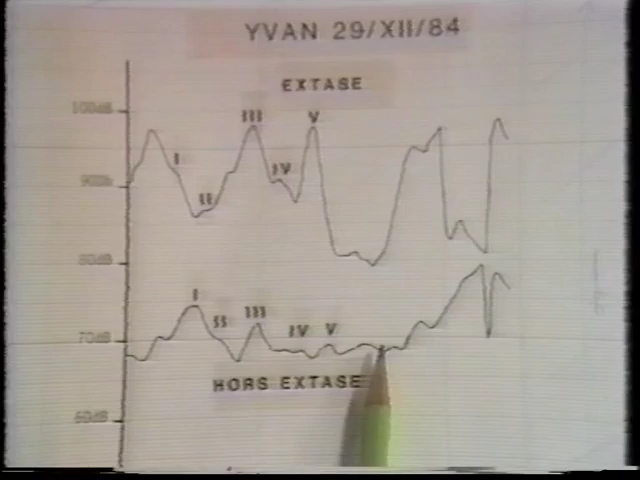 YVAN 29/XII/84
EXTASE
100dB
III
V
I
IV
90dB
II
80dB
I
III
II
IV
V
70dB
HORS EXTASE
60dB